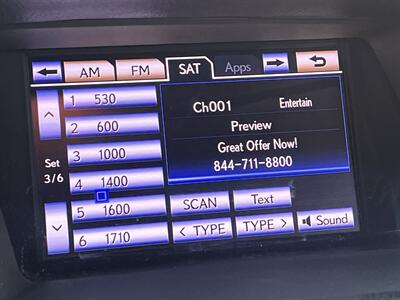 AM FM SAT Apps
1 530
2 600
3 1000
4 1400
5 1600
6 1710
Set
3/6
Ch001 Entertain
Preview
Great Offer Now!
844-711-8800
SCAN Text
< TYPE TYPE > Sound